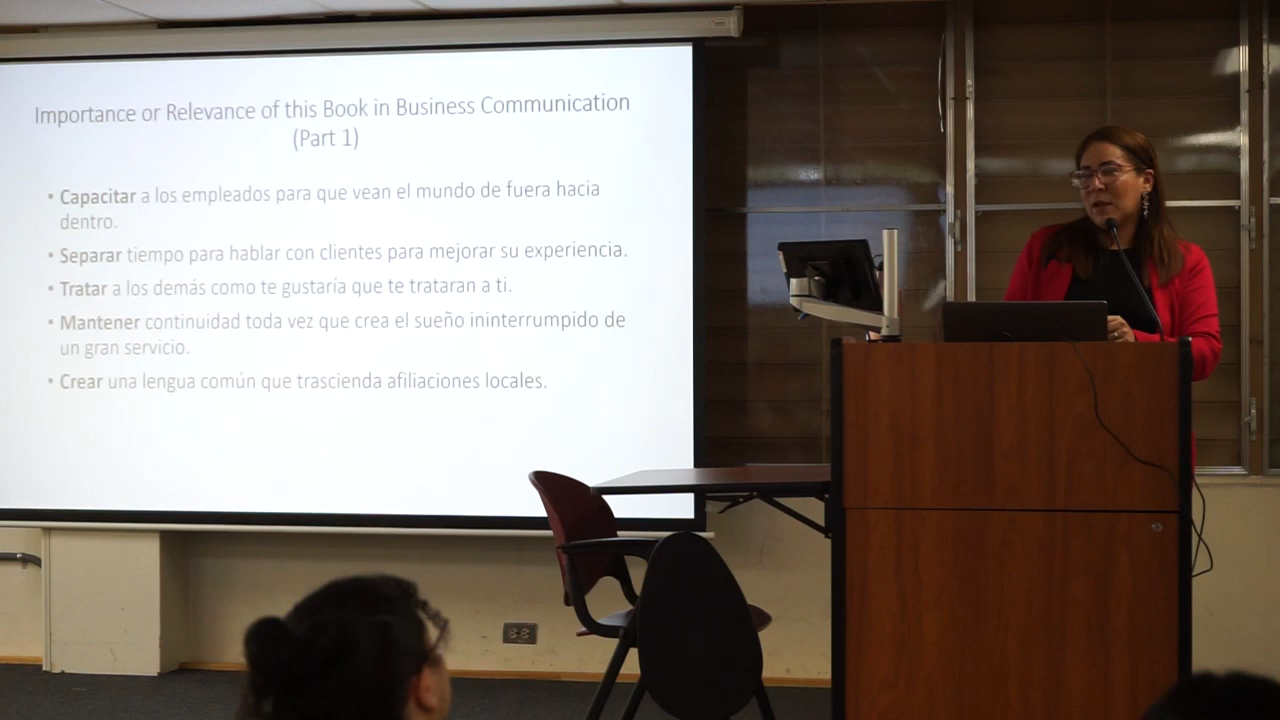 Importance or Relevance of this Book in Business Communication
(Part 1)
• Capacitar a los empleados para que vean el mundo de fuera hacia
dentro.
• Separar tiempo para hablar con clientes para mejorar su experiencia.
• Tratar a los demás como te gustaría que te trataran a ti.
• Mantener continuidad toda vez que crea el sueño ininterrumpido de
un gran servicio.
• Crear una lengua común que trascienda afiliaciones locales.